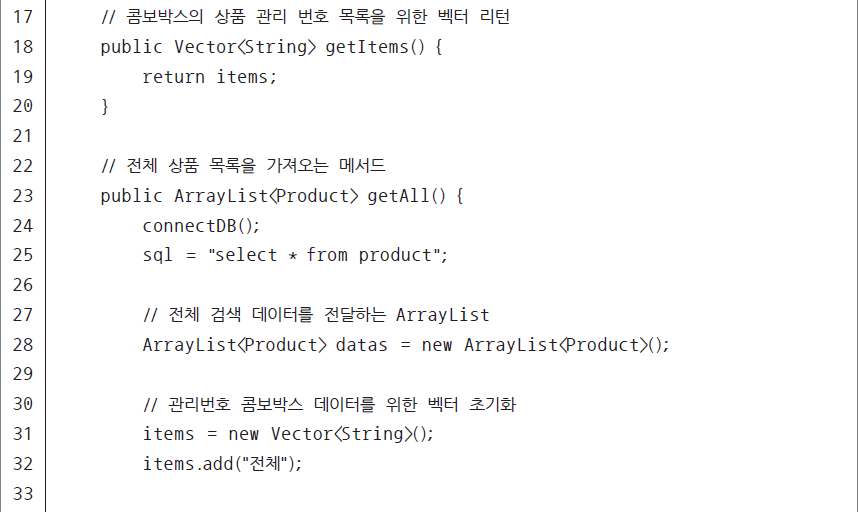 17 // 콤보박스의 상품 관리 번호 목록을 위한 벡터 리턴
18 public Vector<String> getItems() {
19 return items;
20 }
21
22 // 전체 상품 목록을 가져오는 메서드
23 public ArrayList<Product> getAll() {
24 connectDB();
25 sql = "select * from product";
26
27 // 전체 검색 데이터를 전달하는 ArrayList
28 ArrayList<Product> datas = new ArrayList<Product>();
29
30 // 관리번호 콤보박스 데이터를 위한 벡터 초기화
31 items = new Vector<String>();
32 items.add("전체");
33